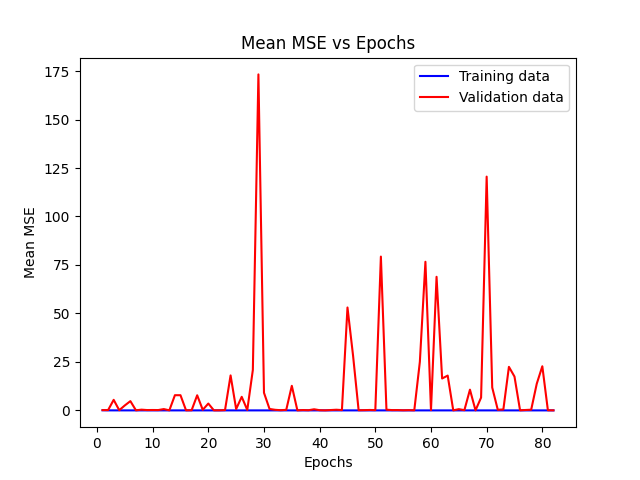 Mean MSE vs Epochs
Training data
Validation data
175
150
125
100
75
50
25
0
Mean MSE
0 10 20 30 40 50 60 70 80
Epochs